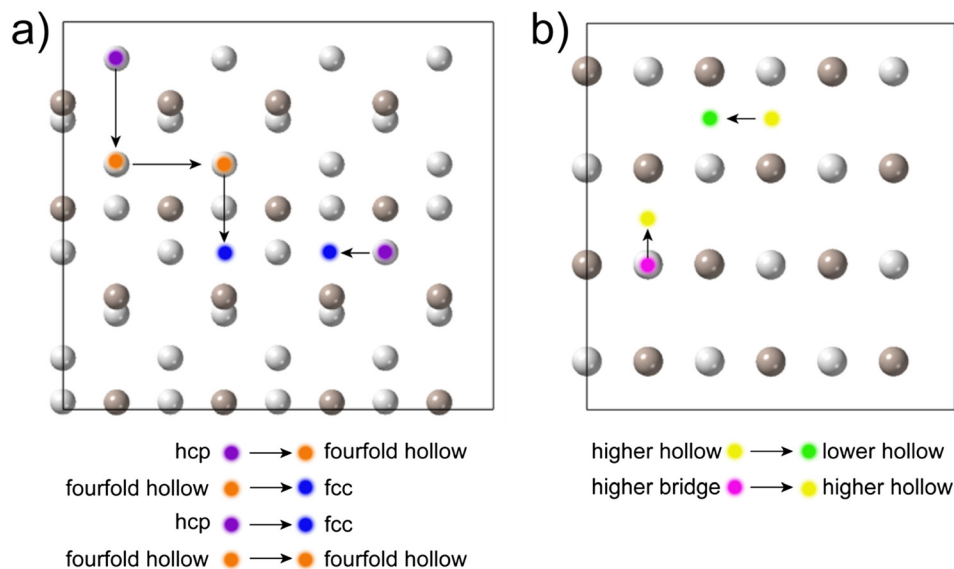 a)
b)
hcp → fourfold hollow
fourfold hollow → fcc
hcp → fcc
fourfold hollow → fourfold hollow
higher hollow → lower hollow
higher bridge → higher hollow